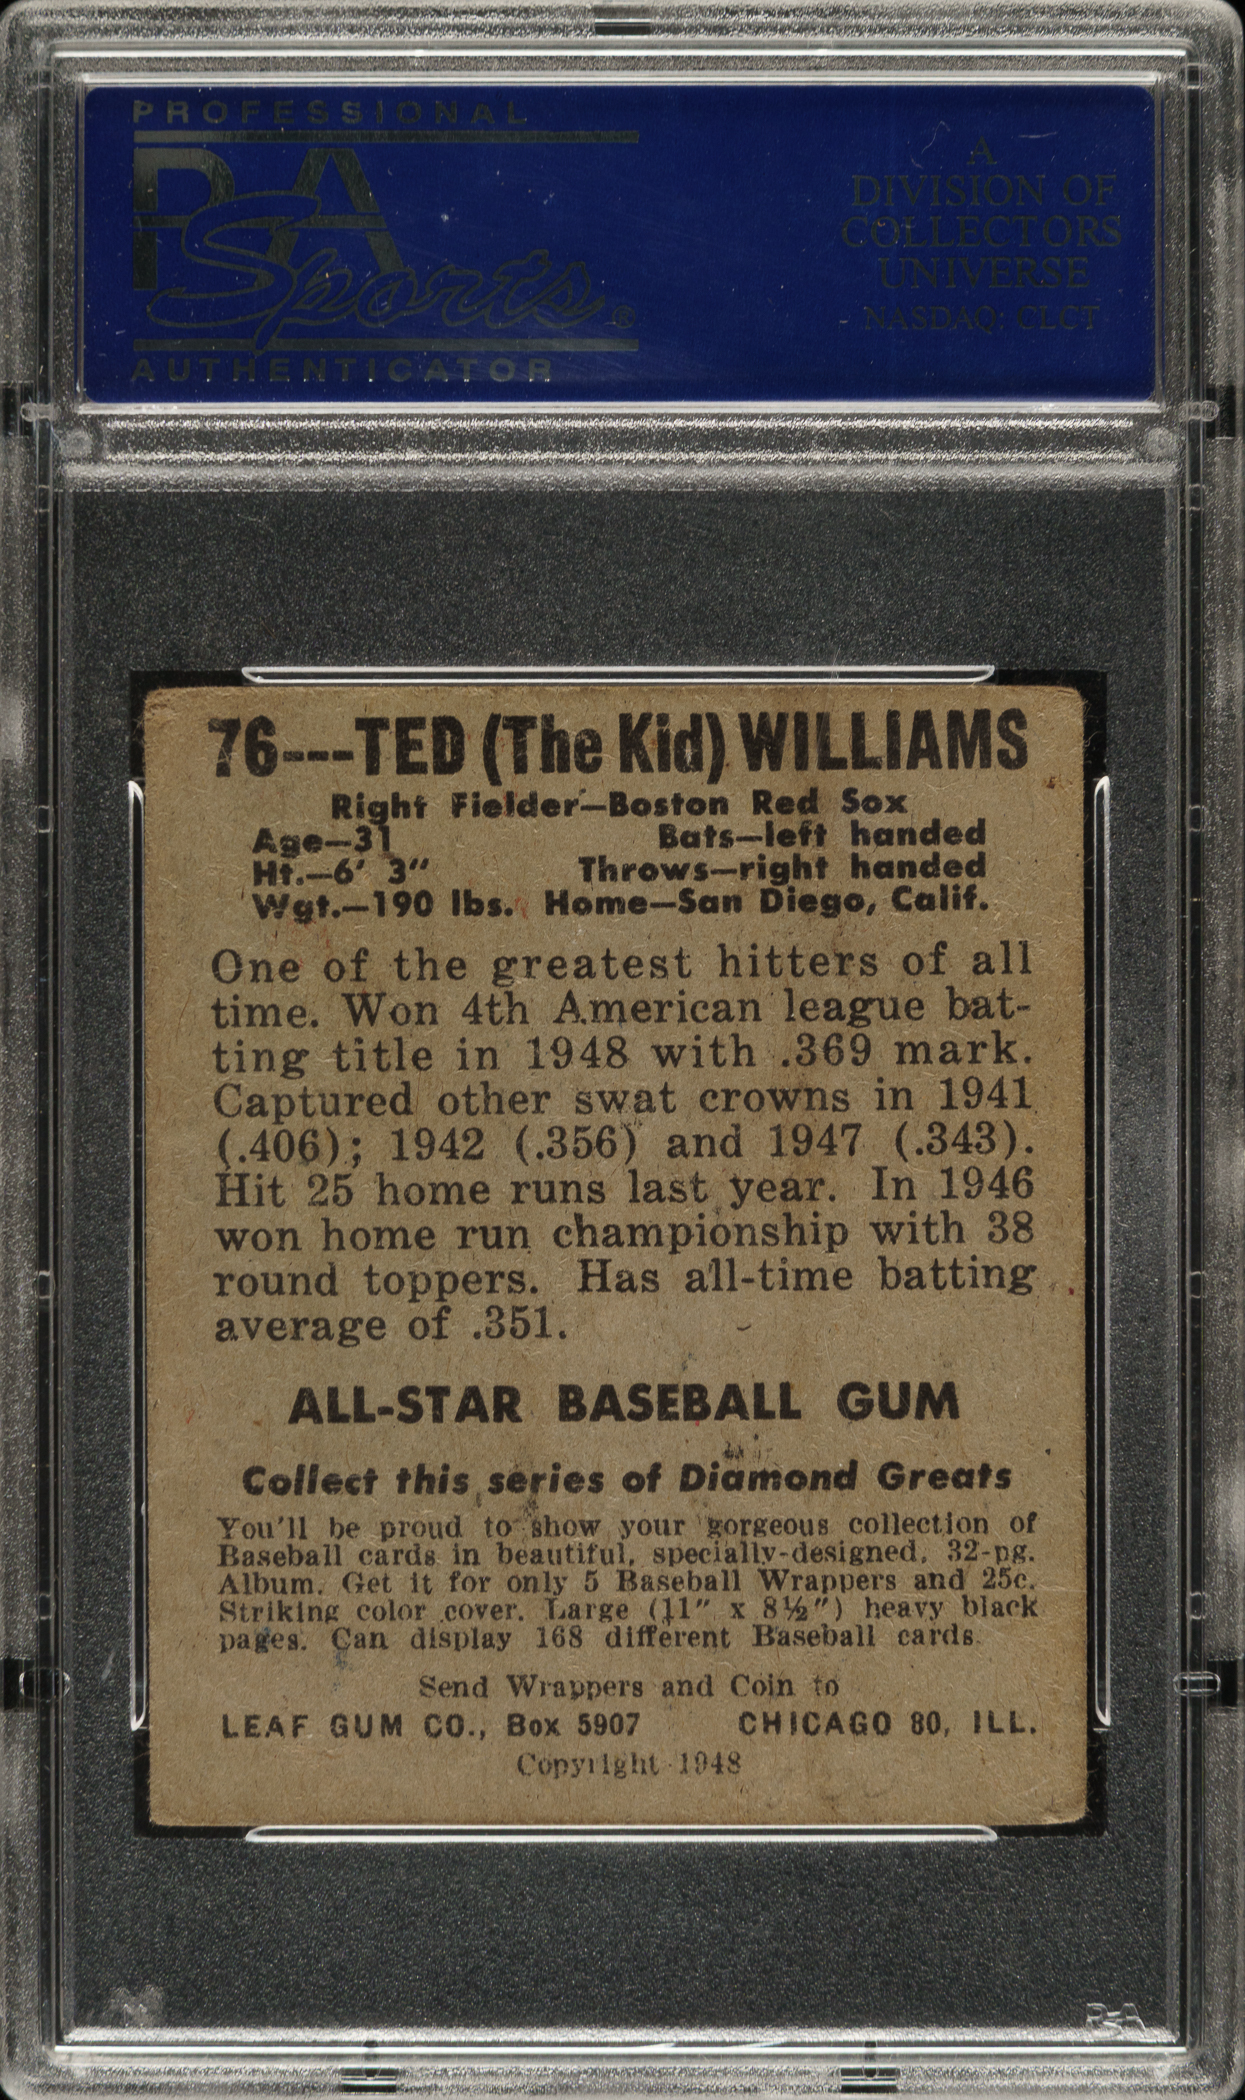 PROFESSIONAL
PSA
Sports®
AUTHENTICATOR
A
DIVISION OF
COLLECTORS
UNIVERSE
NASDAQ: CLCT
76---TED (The Kid) WILLIAMS
Right Fielder—Boston Red Sox
Age—31 Bats—left handed
Ht.—6' 3" Throws—right handed
Wgt.—190 lbs. Home—San Diego, Calif.
One of the greatest hitters of all
time. Won 4th American league bat-
ting title in 1948 with .369 mark.
Captured other swat crowns in 1941
(.406); 1942 (.356) and 1947 (.343).
Hit 25 home runs last year. In 1946
won home run championship with 38
round toppers. Has all-time batting
average of .351.
ALL-STAR BASEBALL GUM
Collect this series of Diamond Greats
You'll be proud to show your gorgeous collection of
Baseball cards in beautiful, specially-designed, 32-pg.
Album. Get it for only 5 Baseball Wrappers and 25c.
Striking color cover. Large (11" x 8½") heavy black
pages. Can display 168 different Baseball cards.
Send Wrappers and Coin to
LEAF GUM CO., Box 5907 CHICAGO 80, ILL.
Copyright 1948
PSA